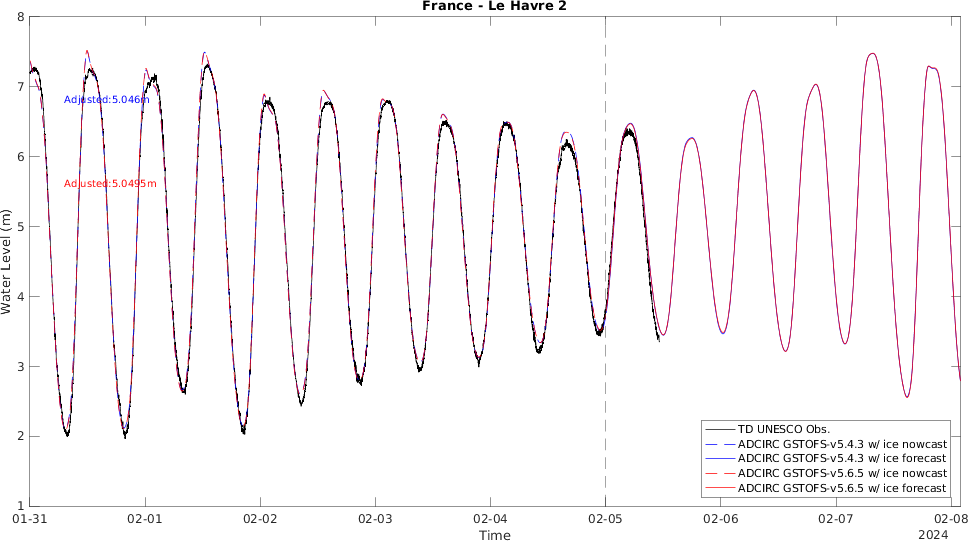 France - Le Havre 2
8
7
6
5
4
3
2
1
Water Level (m)
Adjusted:5.046m
Adjusted:5.0495m
TD UNESCO Obs.
ADCIRC GSTOFS-v5.4.3 w/ ice nowcast
ADCIRC GSTOFS-v5.4.3 w/ ice forecast
ADCIRC GSTOFS-v5.6.5 w/ ice nowcast
ADCIRC GSTOFS-v5.6.5 w/ ice forecast
01-31 02-01 02-02 02-03 02-04 02-05 02-06 02-07 02-08
Time
2024